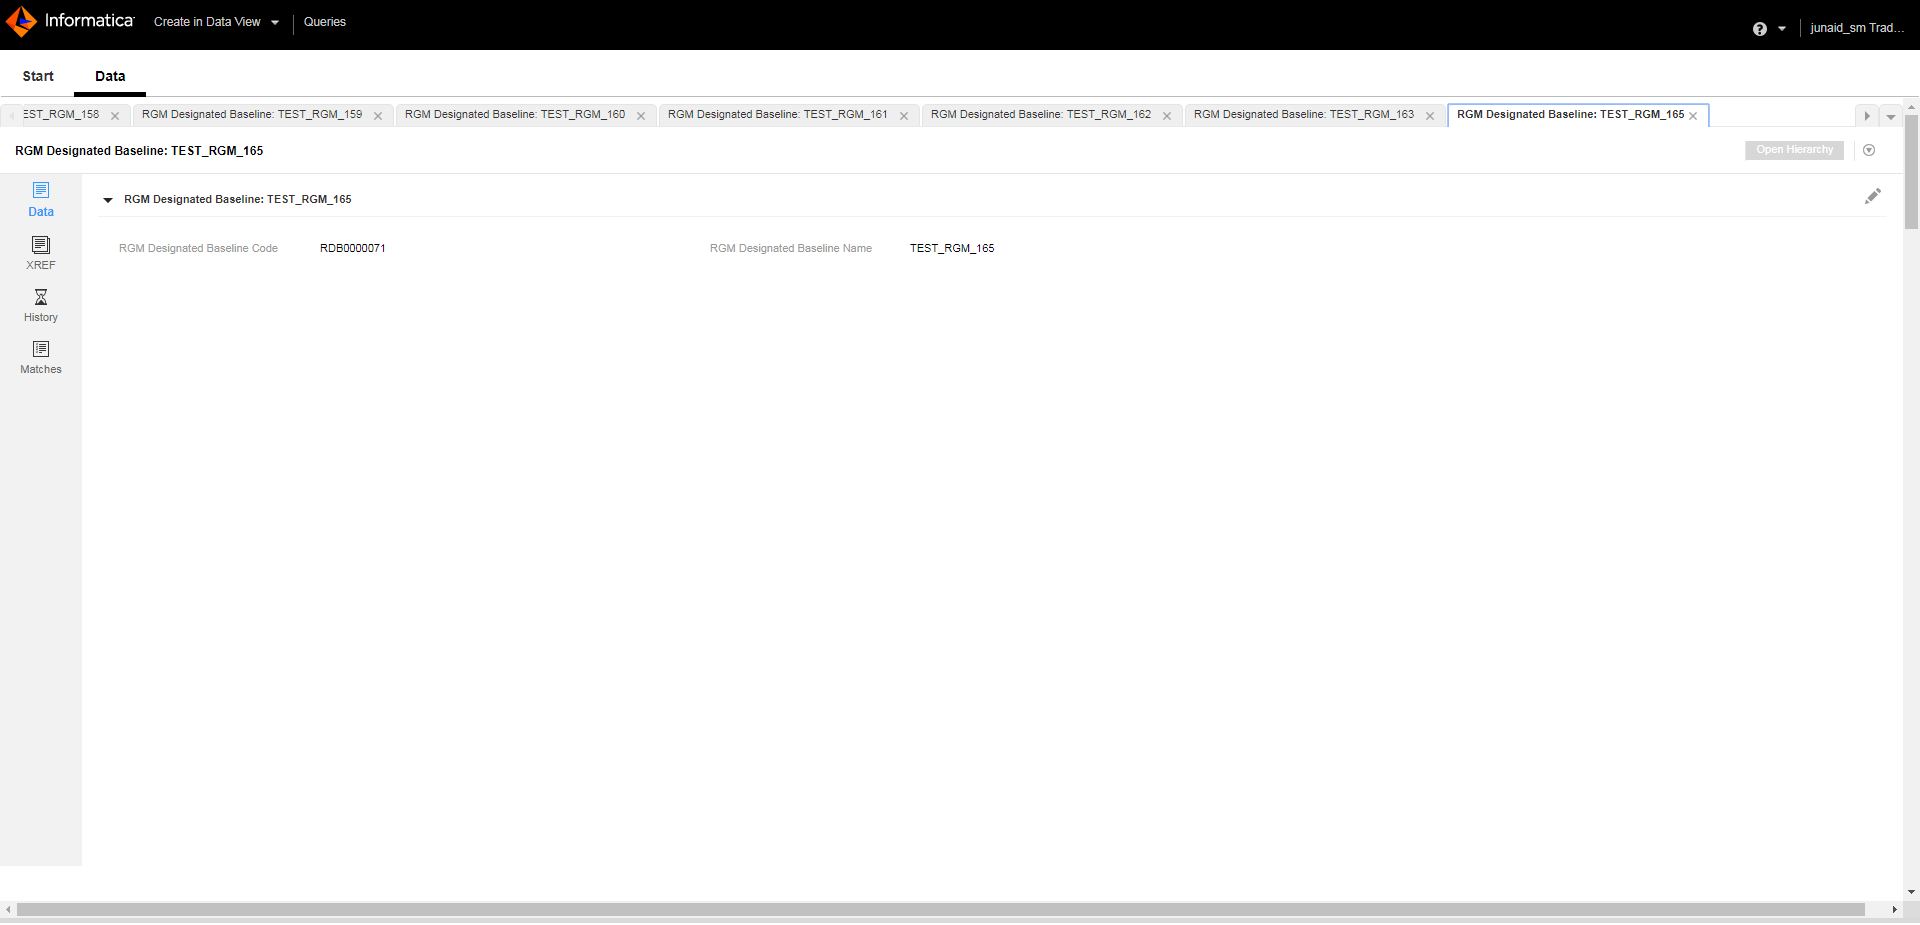 Informatica Create in Data View Queries junaid_sm Trad...
Start Data
EST_RGM_158 RGM Designated Baseline: TEST_RGM_159 RGM Designated Baseline: TEST_RGM_160 RGM Designated Baseline: TEST_RGM_161 RGM Designated Baseline: TEST_RGM_162 RGM Designated Baseline: TEST_RGM_163 RGM Designated Baseline: TEST_RGM_165
RGM Designated Baseline: TEST_RGM_165 Open Hierarchy
Data
XREF
History
Matches
RGM Designated Baseline: TEST_RGM_165
RGM Designated Baseline Code RDB0000071 RGM Designated Baseline Name TEST_RGM_165